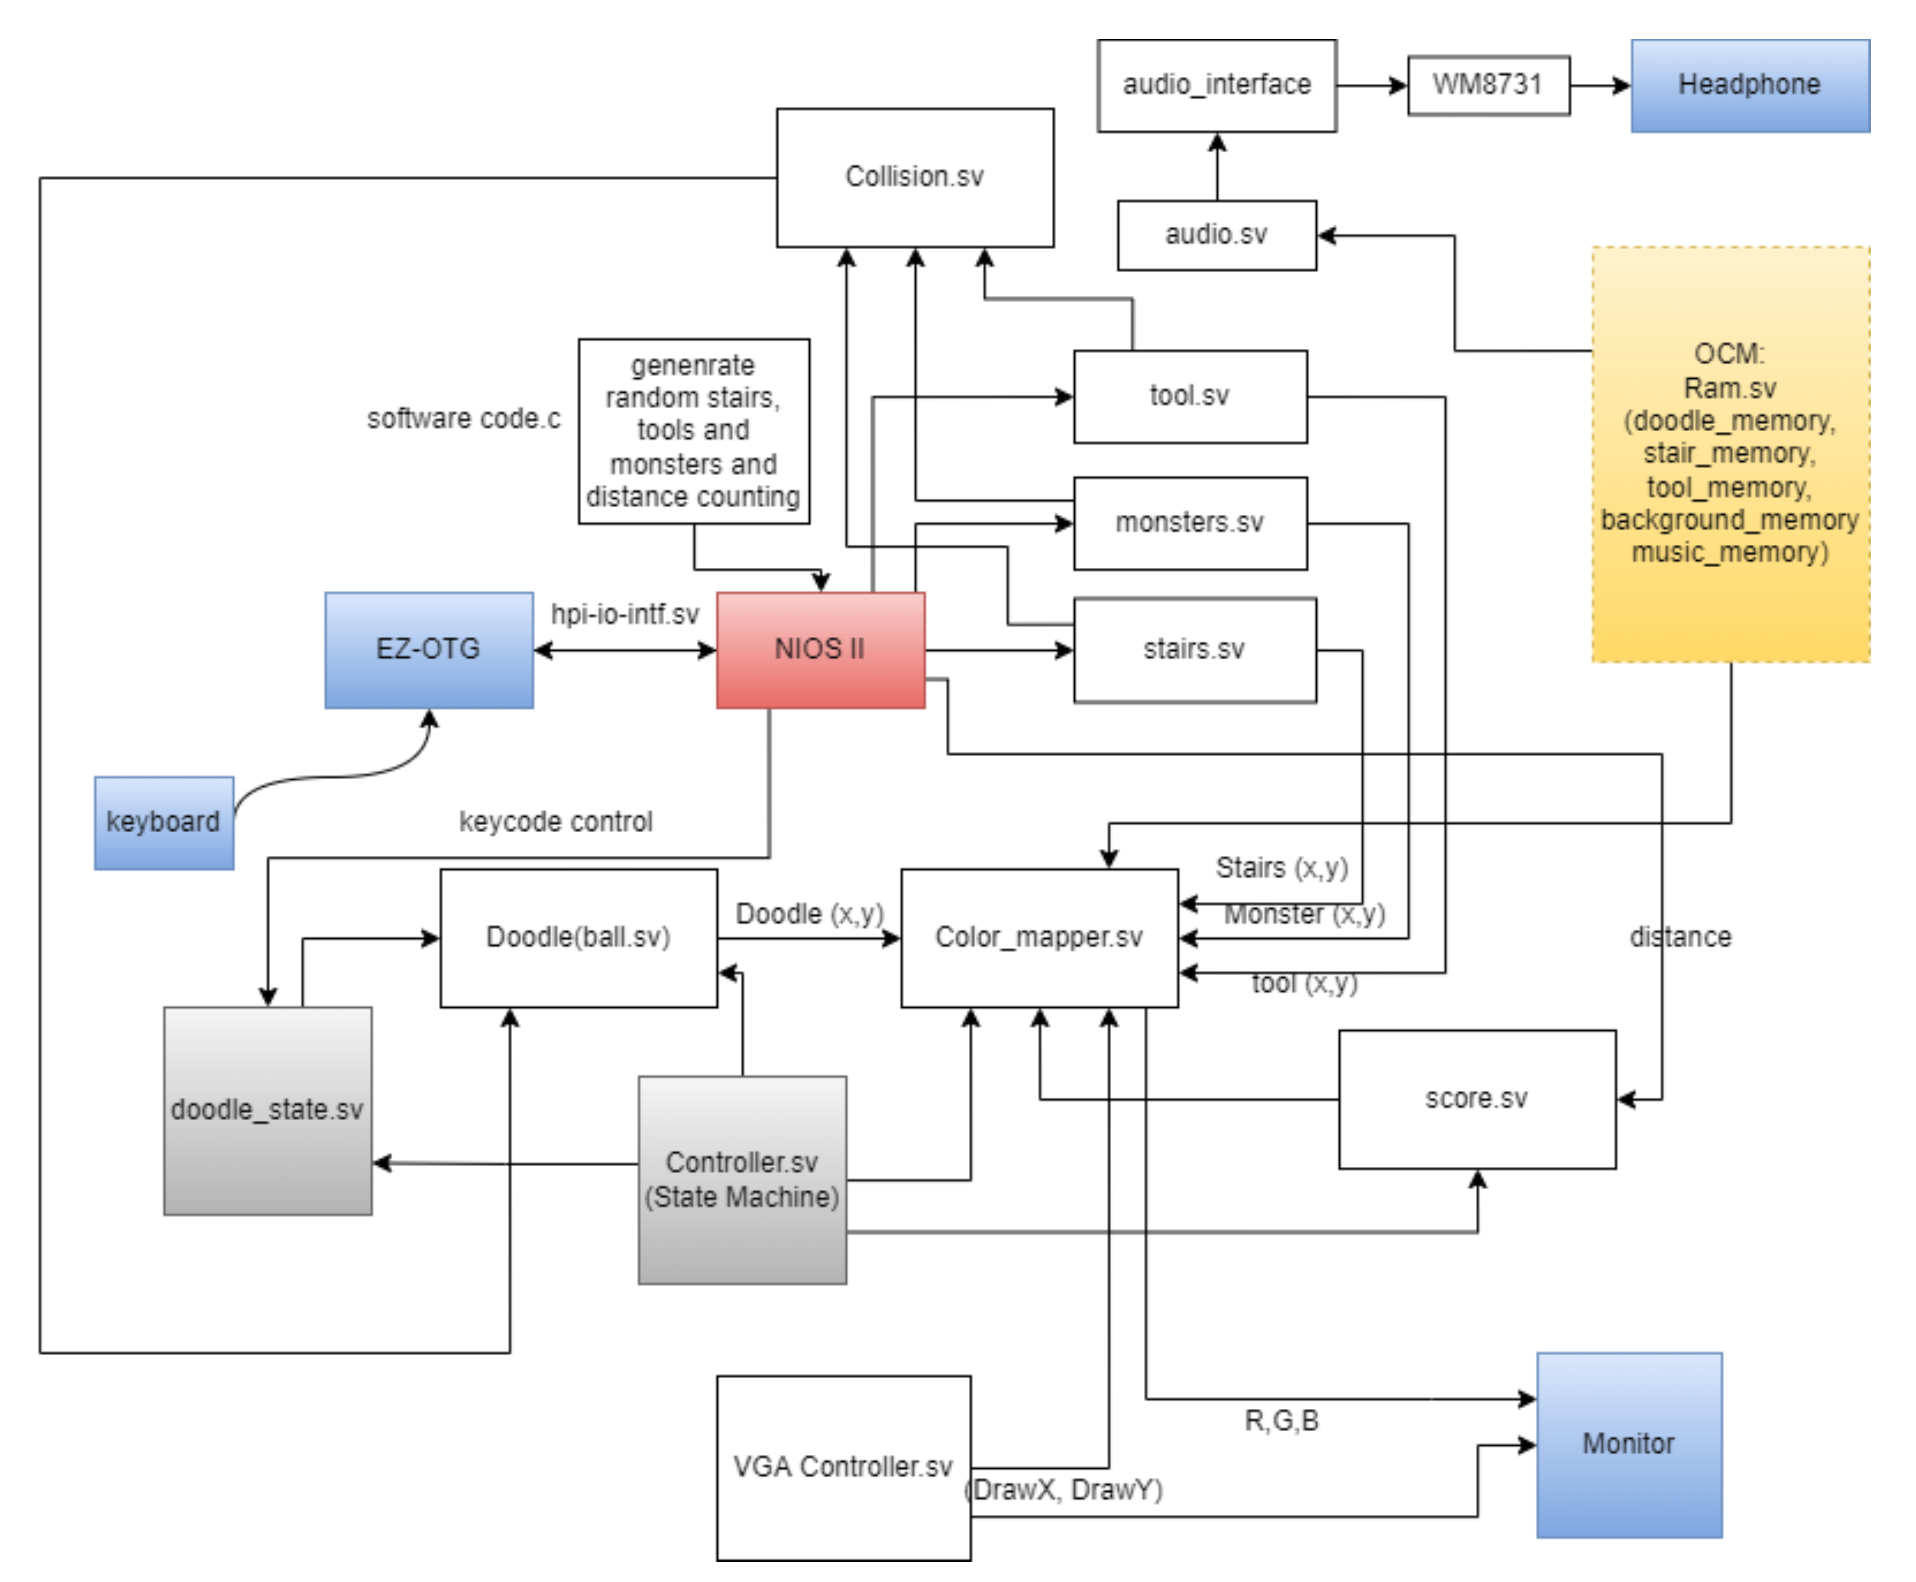 audio_interface
WM8731
Headphone
Collision.sv
audio.sv
OCM:
Ram.sv
(doodle_memory,
stair_memory,
tool_memory,
background_memory
music_memory)
genenrate
random stairs,
tools and
monsters and
distance counting
software code.c
tool.sv
monsters.sv
stairs.sv
EZ-OTG
hpi-io-intf.sv
NIOS II
keyboard
keycode control
Stairs (x,y)
Doodle(ball.sv)
Doodle (x,y)
Color_mapper.sv
Monster (x,y)
tool (x,y)
distance
doodle_state.sv
Controller.sv
(State Machine)
score.sv
R,G,B
Monitor
VGA Controller.sv
(DrawX, DrawY)